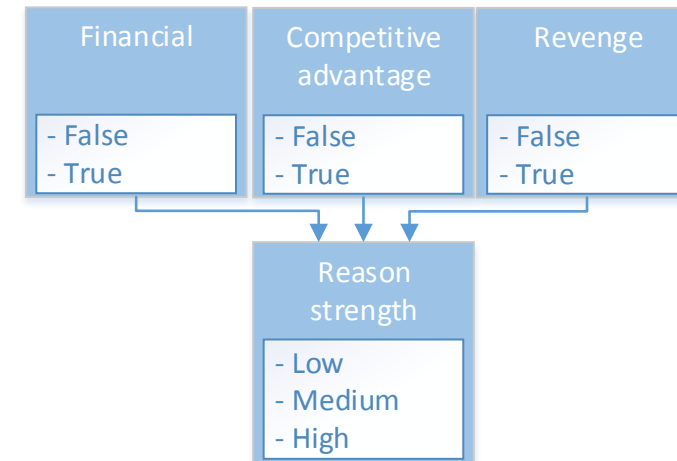 Financial
- False
- True
Competitive
advantage
- False
- True
Revenge
- False
- True
Reason
strength
- Low
- Medium
- High